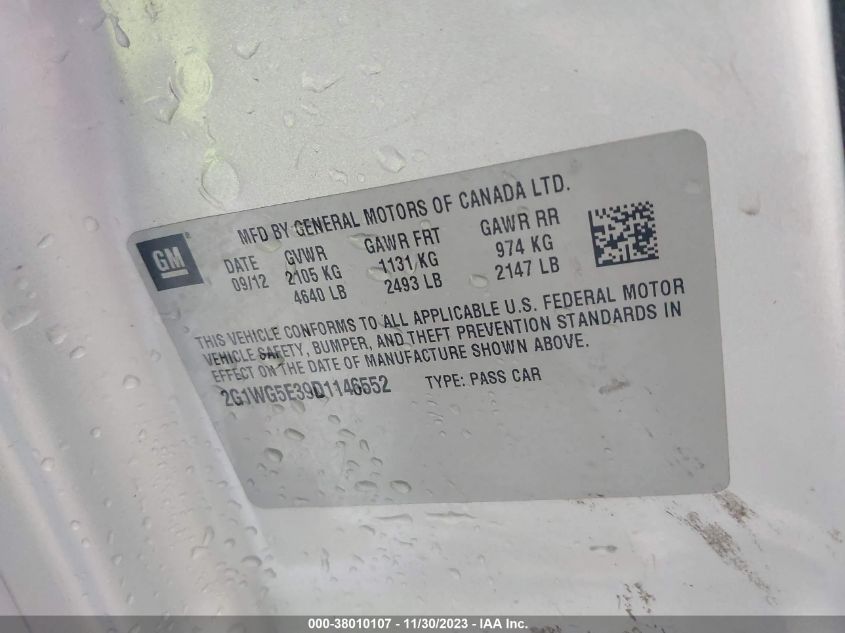 MFD BY GENERAL MOTORS OF CANADA LTD.
GM®
DATE GVWR GAWR FRT GAWR RR
09/12 2105 KG 1131 KG 974 KG
4640 LB 2493 LB 2147 LB
THIS VEHICLE CONFORMS TO ALL APPLICABLE U.S. FEDERAL MOTOR
VEHICLE SAFETY, BUMPER, AND THEFT PREVENTION STANDARDS IN
EFFECT ON THE DATE OF MANUFACTURE SHOWN ABOVE.
2G1WG5E39D1146552 TYPE: PASS CAR
000-38010107 - 11/30/2023 - IAA Inc.